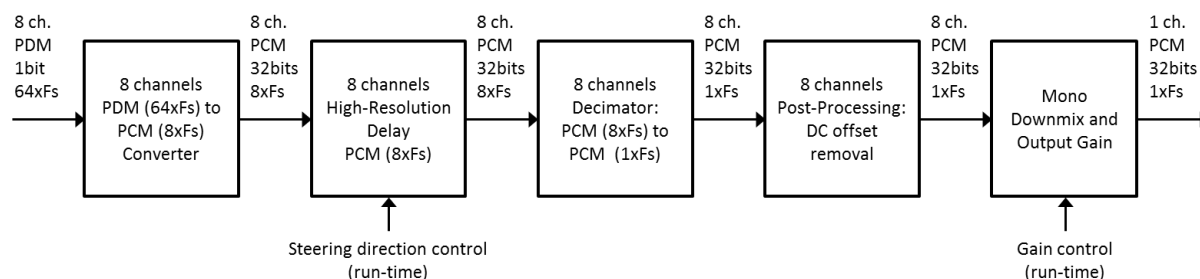 8 ch.
PDM
1bit
64xFs
8 channels
PDM (64xFs) to
PCM (8xFs)
Converter
8 ch.
PCM
32bits
8xFs
8 channels
High-Resolution
Delay
PCM (8xFs)
Steering direction control
(run-time)
8 ch.
PCM
32bits
8xFs
8 channels
Decimator:
PCM (8xFs) to
PCM (1xFs)
8 ch.
PCM
32bits
1xFs
8 channels
Post-Processing:
DC offset
removal
8 ch.
PCM
32bits
1xFs
Mono
Downmix and
Output Gain
Gain control
(run-time)
1 ch.
PCM
32bits
1xFs